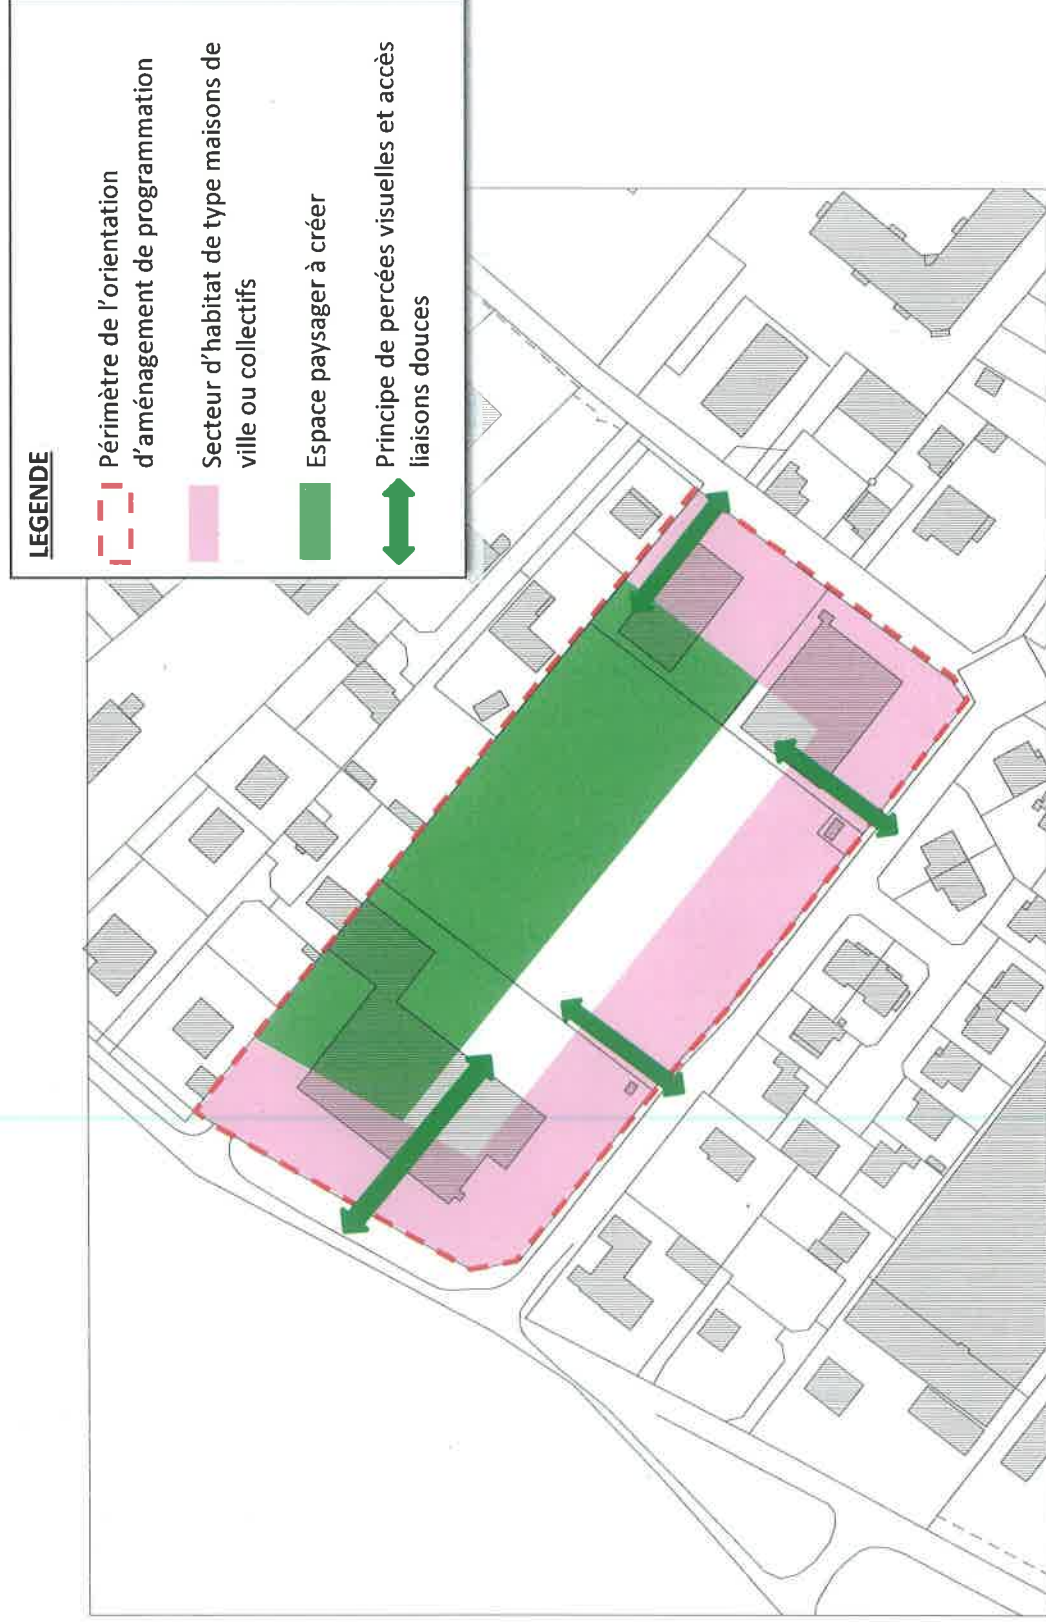 LEGENDE
Périmètre de l'orientation
d'aménagement de programmation
Secteur d'habitat de type maisons de
ville ou collectifs
Espace paysager à créer
Principe de percées visuelles et accès
liaisons douces